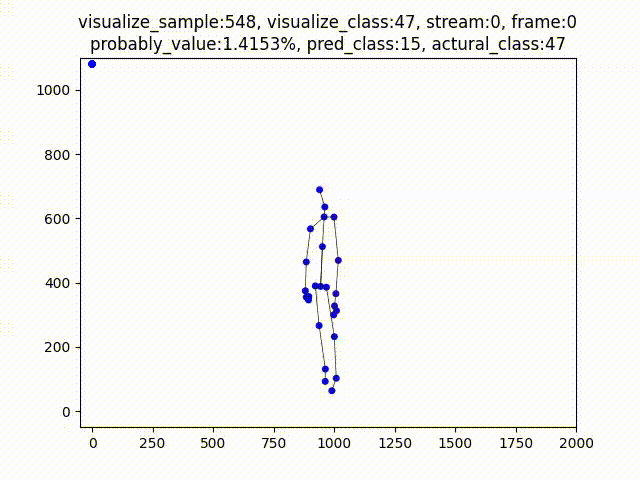 visualize_sample:548, visualize_class:47, stream:0, frame:0
probably_value:1.4153%, pred_class:15, actural_class:47
1000
800
600
400
200
0
0 250 500 750 1000 1250 1500 1750 2000